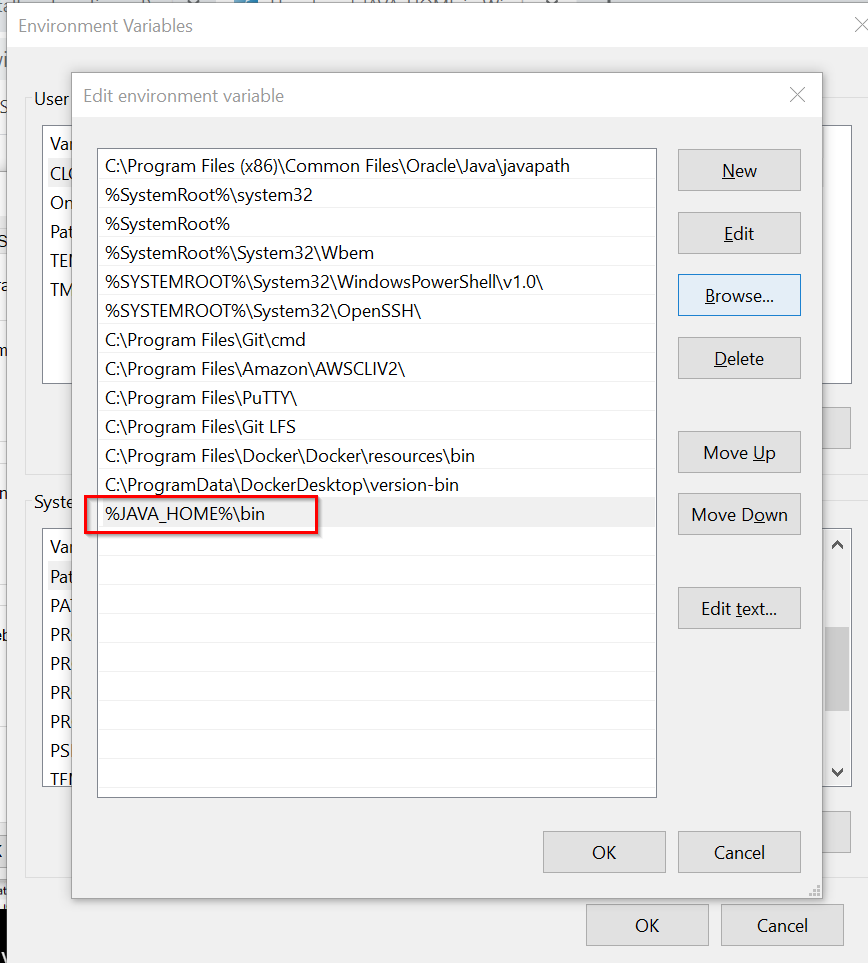 Environment Variables
User
Edit environment variable
C:\Program Files (x86)\Common Files\Oracle\Java\javapath
%SystemRoot%\system32
%SystemRoot%
%SystemRoot%\System32\Wbem
%SYSTEMROOT%\System32\WindowsPowerShell\v1.0\
%SYSTEMROOT%\System32\OpenSSH\
C:\Program Files\Git\cmd
C:\Program Files\Amazon\AWSCLIV2\
C:\Program Files\PuTTY\
C:\Program Files\Git LFS
C:\Program Files\Docker\Docker\resources\bin
C:\ProgramData\DockerDesktop\version-bin
%JAVA_HOME%\bin
New
Edit
Browse...
Delete
Move Up
Move Down
Edit text...
OK
Cancel
Var
CLO
On
Pat
TEM
TM
Syste
Var
Pat
PA
PR
PR
PR
PR
PS
TEM
OK
Cancel